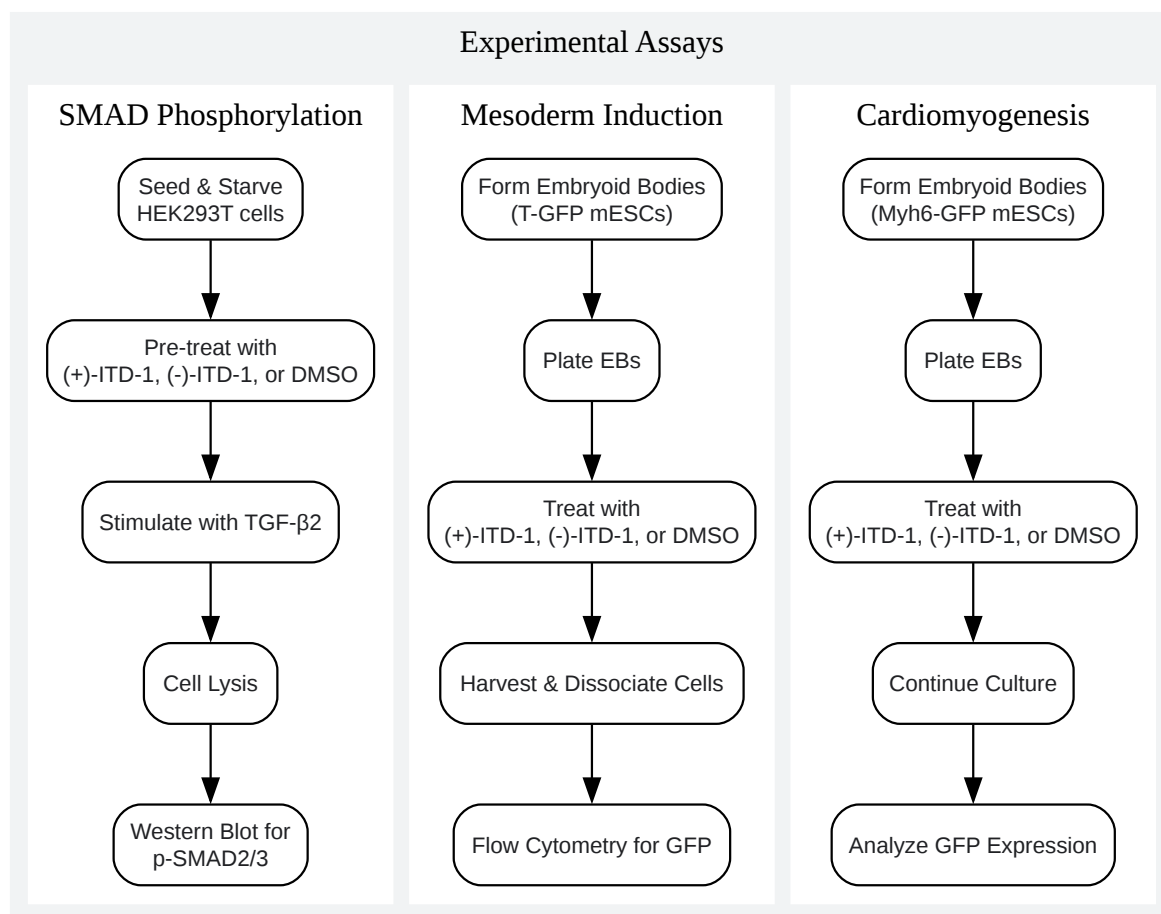 Experimental Assays
SMAD Phosphorylation
Seed & Starve
HEK293T cells
Pre-treat with
(+)-ITD-1, (-)-ITD-1, or DMSO
Stimulate with TGF-β2
Cell Lysis
Western Blot for
p-SMAD2/3
Mesoderm Induction
Form Embryoid Bodies
(T-GFP mESCs)
Plate EBs
Treat with
(+)-ITD-1, (-)-ITD-1, or DMSO
Harvest & Dissociate Cells
Flow Cytometry for GFP
Cardiomyogenesis
Form Embryoid Bodies
(Myh6-GFP mESCs)
Plate EBs
Treat with
(+)-ITD-1, (-)-ITD-1, or DMSO
Continue Culture
Analyze GFP Expression